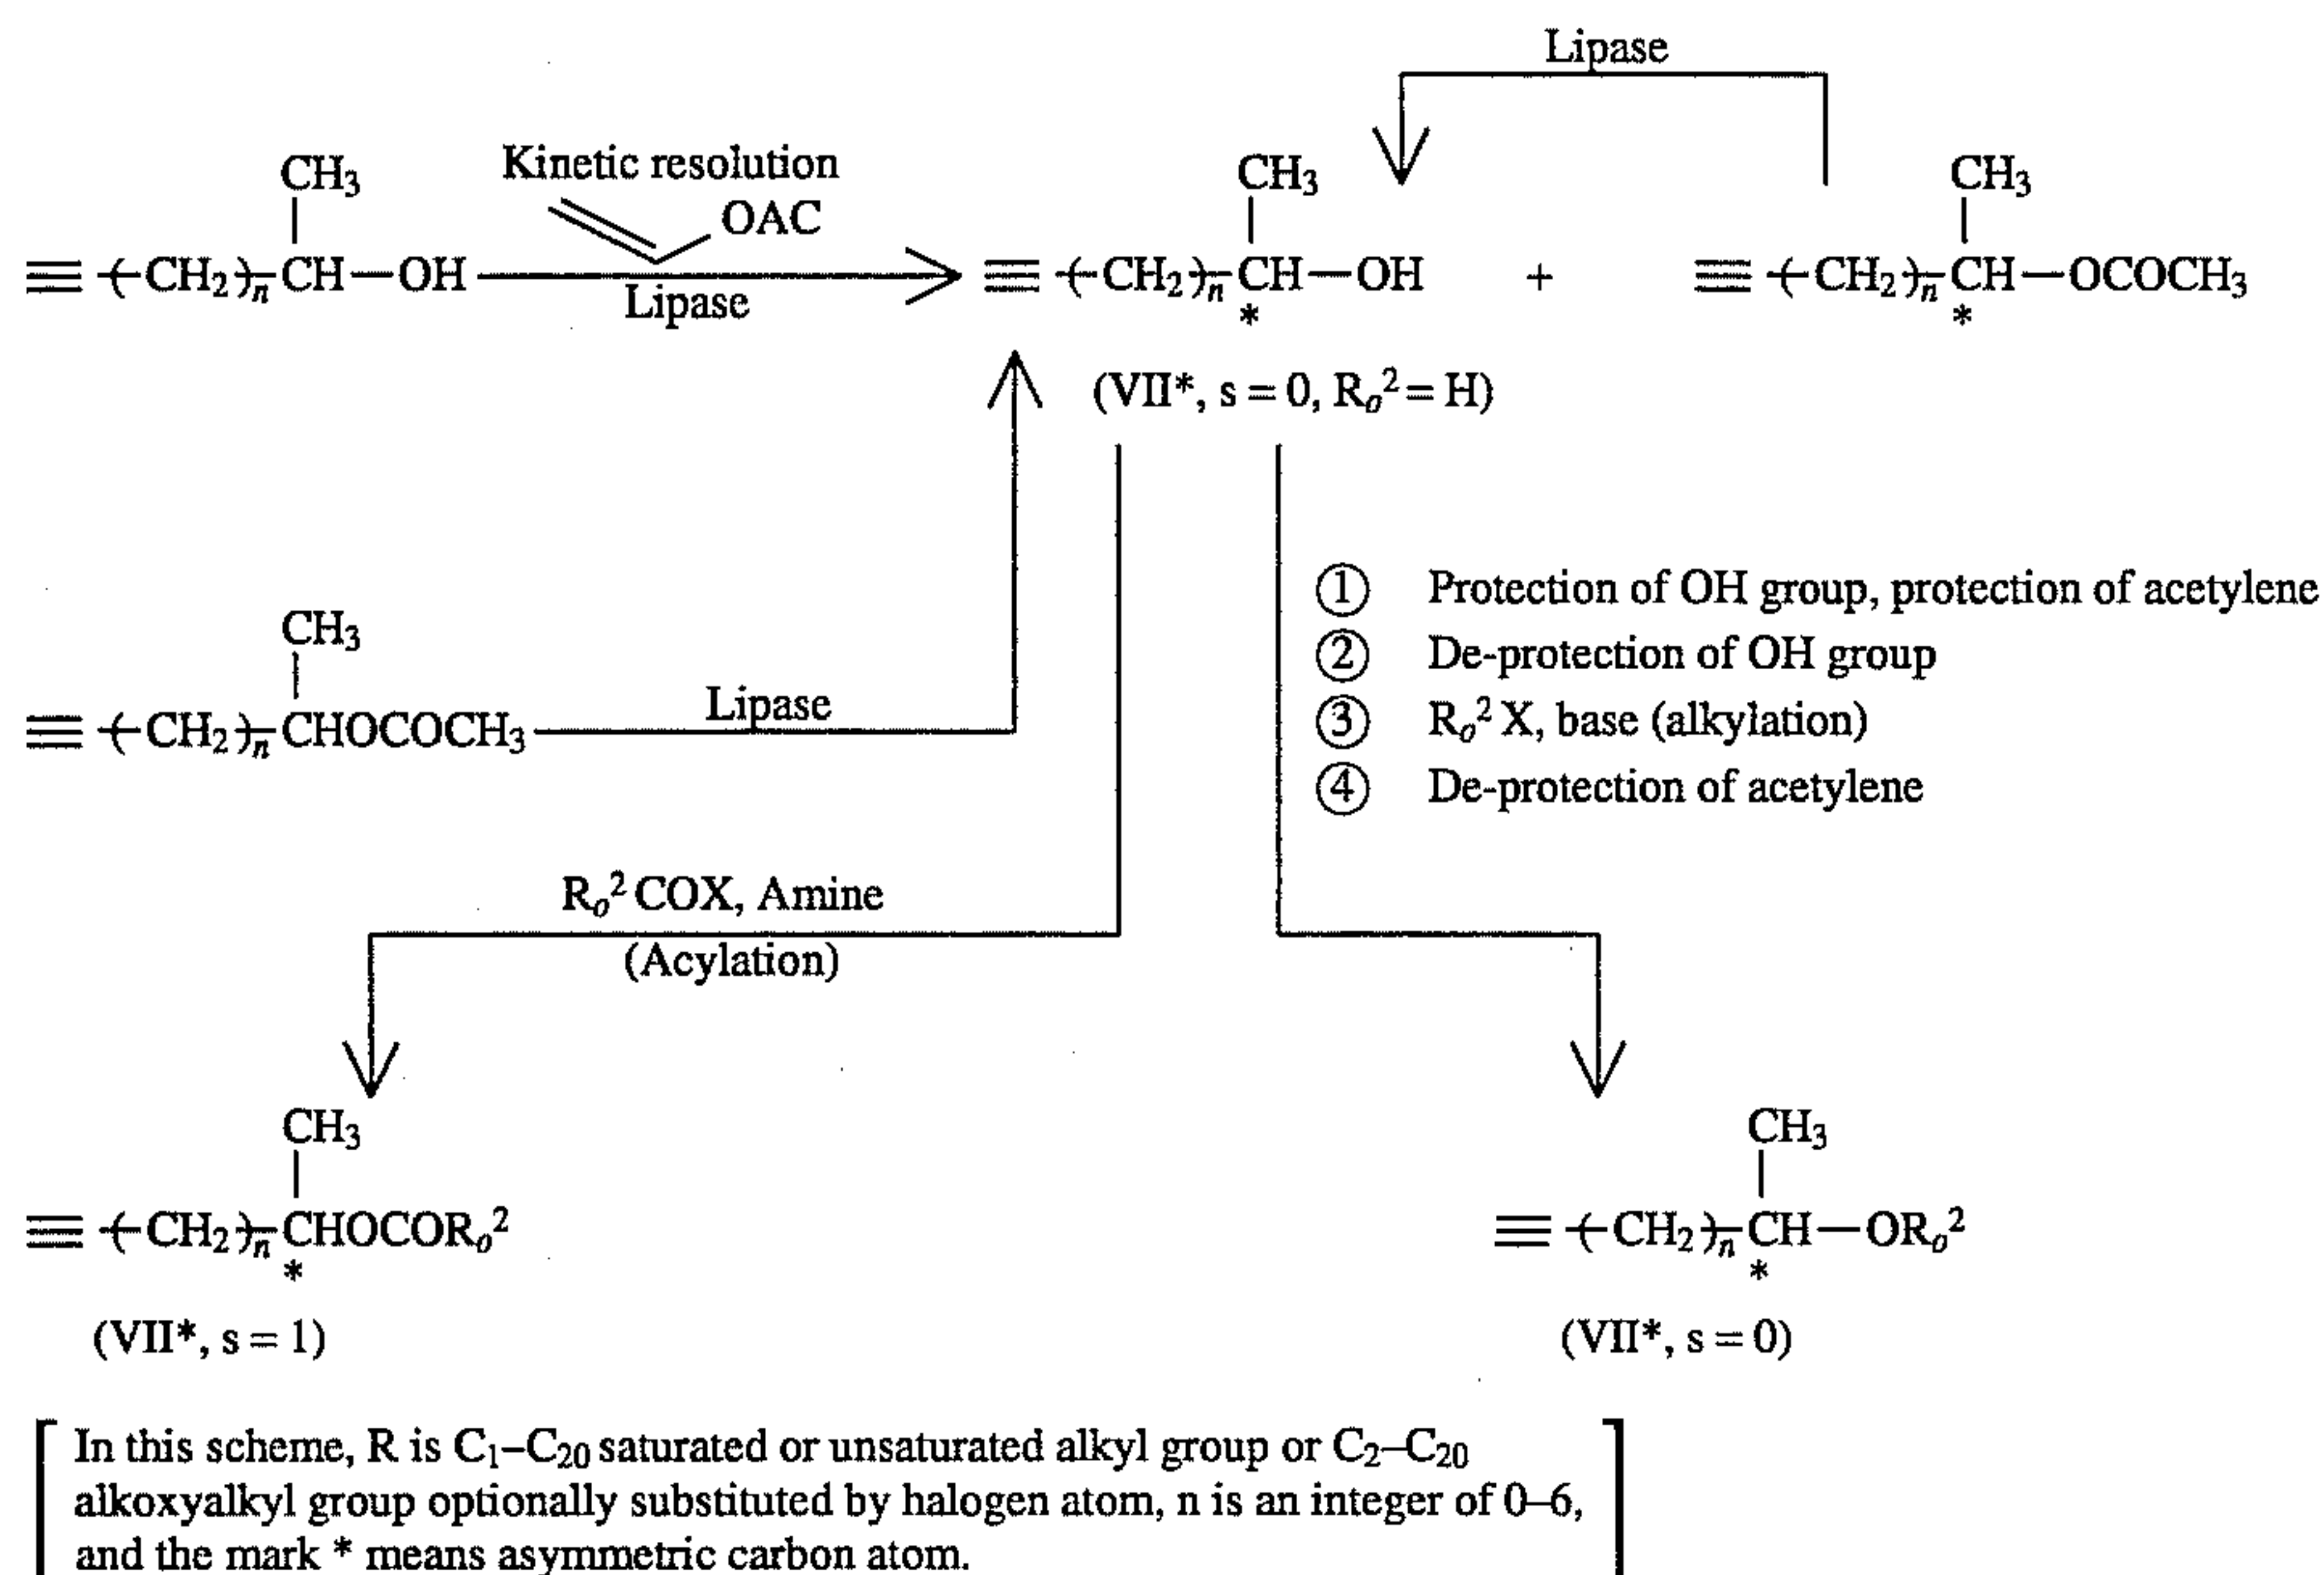 Lipase
CH₃
Kinetic resolution
OAC
≡-(CH₂)ₙ-CH—OH
Lipase
CH₃
≡-(CH₂)ₙ-CH—OH
*
+
CH₃
≡-(CH₂)ₙ-CH—OCOCH₃
*
(VII*, s = 0, Rₒ² = H)
① Protection of OH group, protection of acetylene
② De-protection of OH group
③ Rₒ² X, base (alkylation)
④ De-protection of acetylene
CH₃
≡-(CH₂)ₙ-CHOCOCH₃
Lipase
Rₒ² COX, Amine
(Acylation)
CH₃
≡-(CH₂)ₙ-CHOCORₒ²
*
(VII*, s = 1)
CH₃
≡-(CH₂)ₙ-CH—ORₒ²
*
(VII*, s = 0)
In this scheme, R is C₁–C₂₀ saturated or unsaturated alkyl group or C₂–C₂₀
alkoxyalkyl group optionally substituted by halogen atom, n is an integer of 0–6,
and the mark * means asymmetric carbon atom.